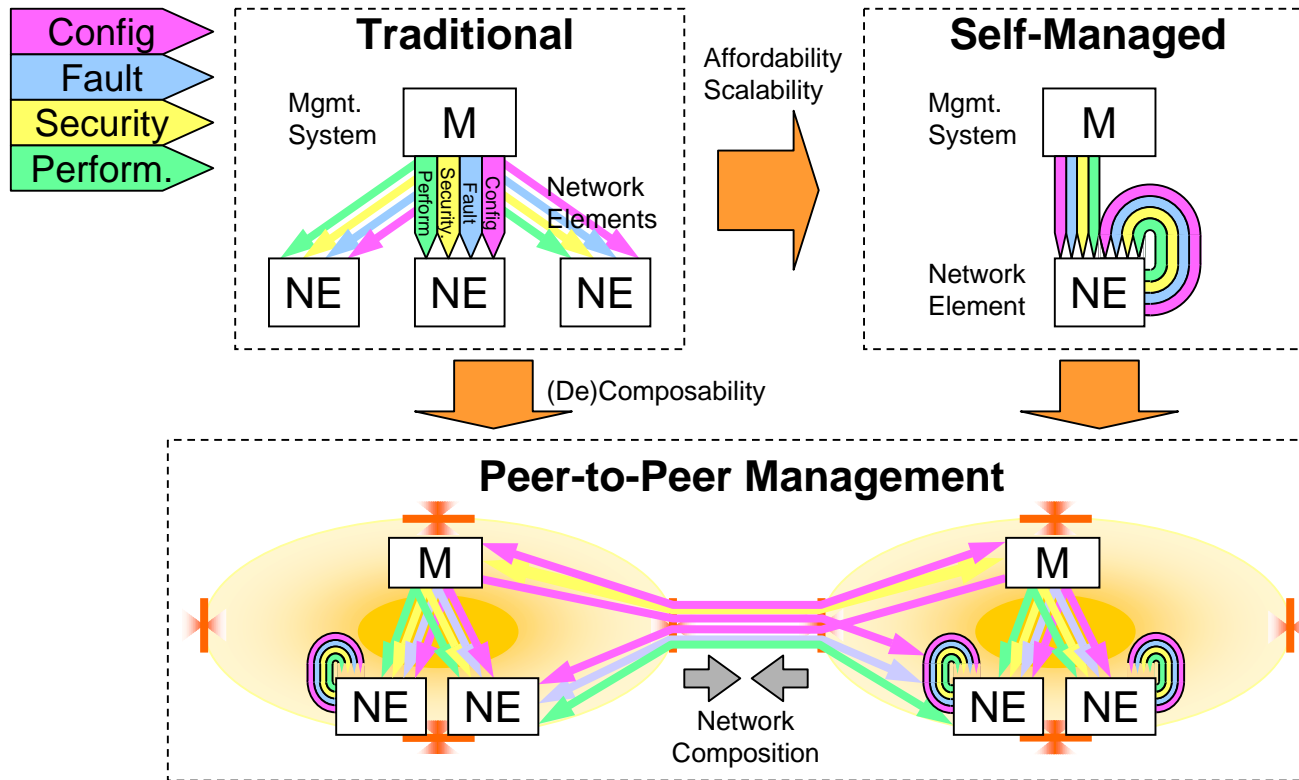 Config
Fault
Security
Perform.
Traditional
Mgmt.
System
M
Perform
Security.
Fault
Config
Network
Elements
NE
NE
NE
Affordability
Scalability
Self-Managed
Mgmt.
System
M
Network
Element
NE
(De)Composability
Peer-to-Peer Management
M
NE
NE
M
NE
NE
Network
Composition